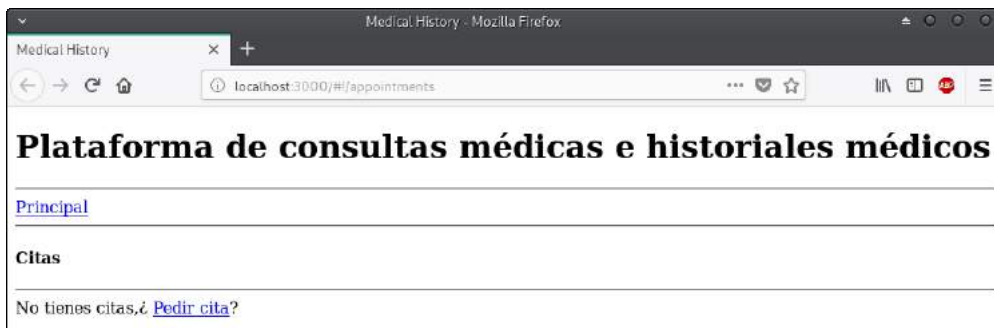 Medical History - Mozilla Firefox
Medical History
localhost:3000/#!/appointments
ABP
Plataforma de consultas médicas e historiales médicos
Principal
Citas
No tienes citas,¿ Pedir cita?